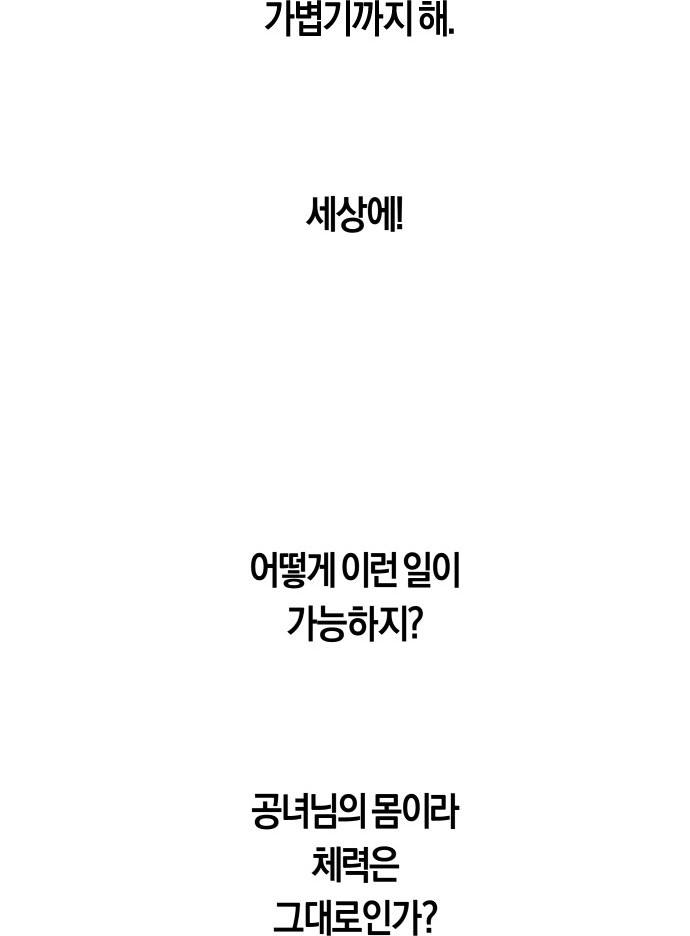 가볍기까지 해.
세상에!
어떻게 이런 일이
가능하지?
공녀님의 몸이라
체력은
그대로인가?